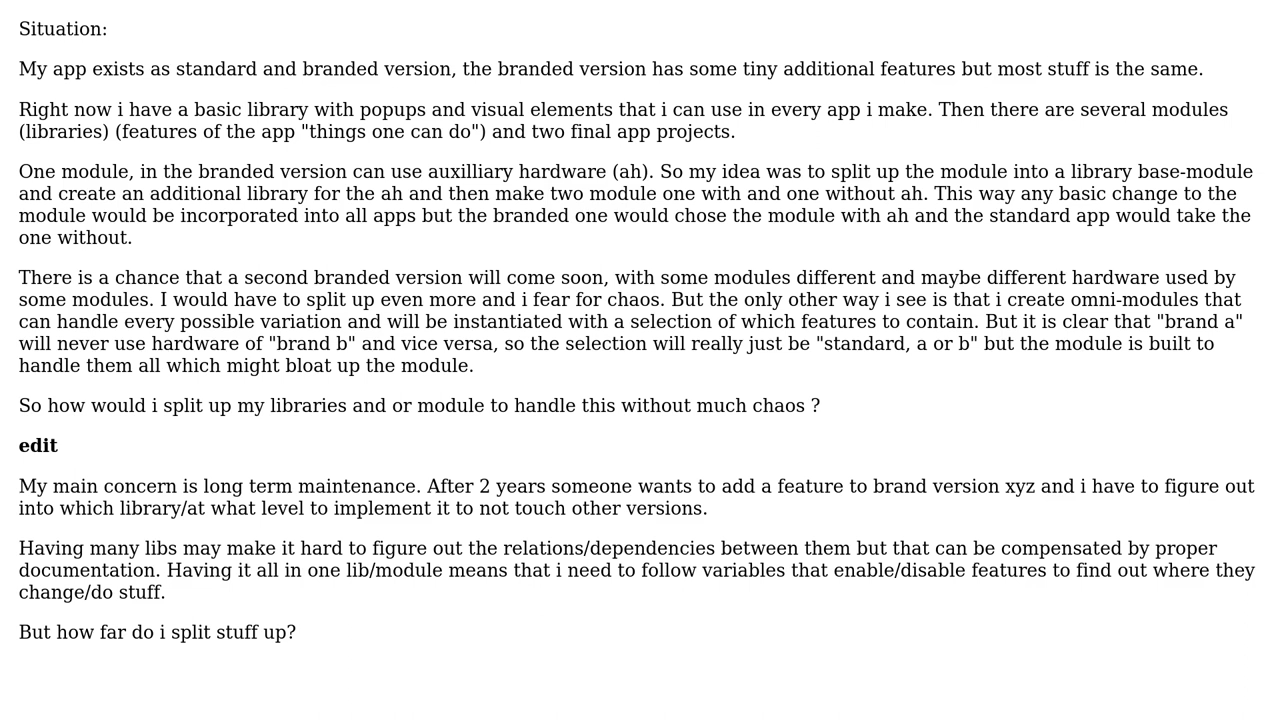 Situation:
My app exists as standard and branded version, the branded version has some tiny additional features but most stuff is the same.
Right now i have a basic library with popups and visual elements that i can use in every app i make. Then there are several modules
(libraries) (features of the app "things one can do") and two final app projects.
One module, in the branded version can use auxilliary hardware (ah). So my idea was to split up the module into a library base-module
and create an additional library for the ah and then make two module one with and one without ah. This way any basic change to the
module would be incorporated into all apps but the branded one would chose the module with ah and the standard app would take the
one without.
There is a chance that a second branded version will come soon, with some modules different and maybe different hardware used by
some modules. I would have to split up even more and i fear for chaos. But the only other way i see is that i create omni-modules that
can handle every possible variation and will be instantiated with a selection of which features to contain. But it is clear that "brand a"
will never use hardware of "brand b" and vice versa, so the selection will really just be "standard, a or b" but the module is built to
handle them all which might bloat up the module.
So how would i split up my libraries and or module to handle this without much chaos ?
edit
My main concern is long term maintenance. After 2 years someone wants to add a feature to brand version xyz and i have to figure out
into which library/at what level to implement it to not touch other versions.
Having many libs may make it hard to figure out the relations/dependencies between them but that can be compensated by proper
documentation. Having it all in one lib/module means that i need to follow variables that enable/disable features to find out where they
change/do stuff.
But how far do i split stuff up?